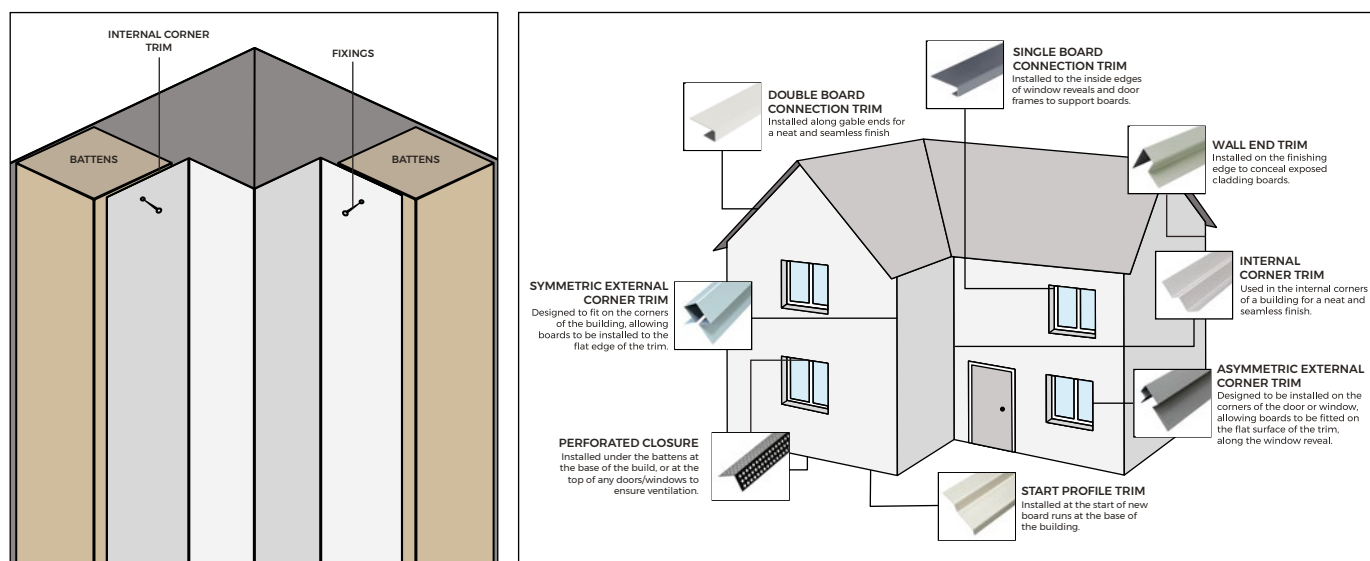 INTERNAL CORNER
TRIM
FIXINGS
BATTENS
BATTENS
DOUBLE BOARD
CONNECTION TRIM
Installed along gable ends for
a neat and seamless finish
SINGLE BOARD
CONNECTION TRIM
Installed to the inside edges
of window reveals and door
frames to support boards.
WALL END TRIM
Installed on the finishing
edge to conceal exposed
cladding boards.
INTERNAL
CORNER TRIM
Used in the internal corners
of a building for a neat and
seamless finish.
SYMMETRIC EXTERNAL
CORNER TRIM
Designed to fit on the corners
of the building, allowing
boards to be installed to the
flat edge of the trim.
ASYMMETRIC EXTERNAL
CORNER TRIM
Designed to be installed on the
corners of the door or window,
allowing boards to be fitted on
the flat surface of the trim,
along the window reveal.
PERFORATED CLOSURE
Installed under the battens at
the base of the build, or at the
top of any doors/windows to
ensure ventilation.
START PROFILE TRIM
Installed at the start of new
board runs at the base of
the building.